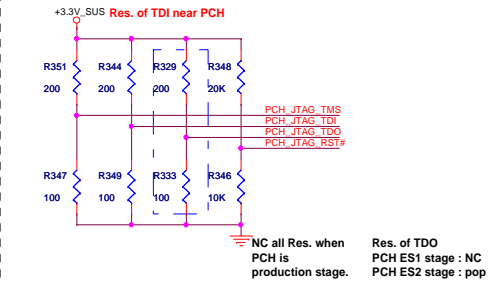 +3.3V_SUS Res. of TDI near PCH
R351 R344 R329 R348
200 200 200 20K
PCH_JTAG_TMS
PCH_JTAG_TDI
PCH_JTAG_TDO
PCH_JTAG_RST#
R347 R349 R333 R346
100 100 100 10K
NC all Res. when
PCH is
production stage.
Res. of TDO
PCH ES1 stage : NC
PCH ES2 stage : pop